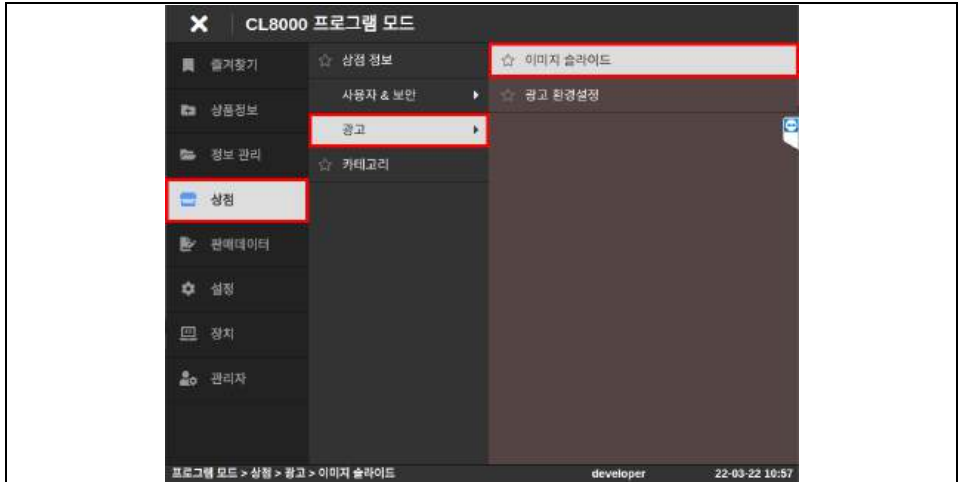 CL8000 프로그램 모드
즐겨찾기
상품정보
정보 관리
상점
판매데이터
설정
장치
관리자
상점 정보
사용자 & 보안
광고
카테고리
이미지 슬라이드
광고 환경설정
프로그램 모드 > 상점 > 광고 > 이미지 슬라이드 developer 22-03-22 10:57